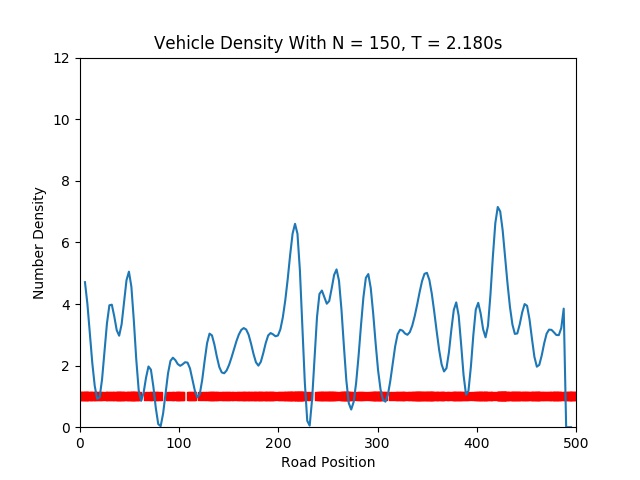 Vehicle Density With N = 150, T = 2.180s
12
10
8
6
4
2
0
Number Density
0 100 200 300 400 500
Road Position